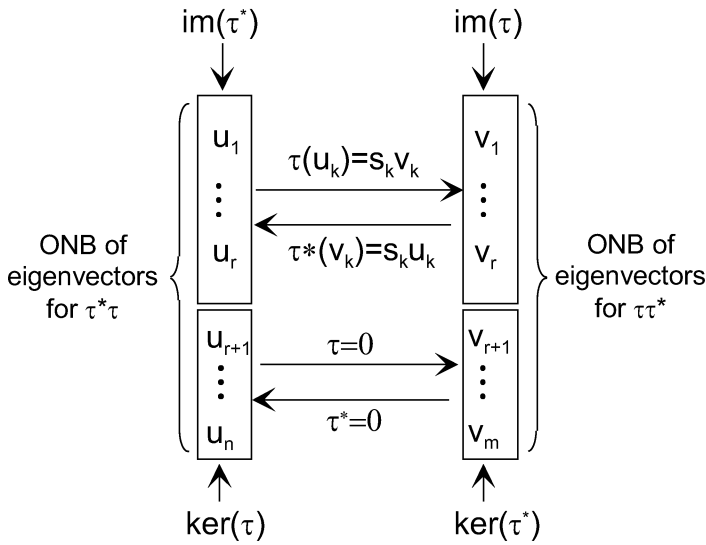 im(τ*)
im(τ)
u₁
⋮
uᵣ
τ(uₖ)=sₖvₖ
τ*(vₖ)=sₖuₖ
v₁
⋮
vᵣ
ONB of
eigenvectors
for τ*τ
ONB of
eigenvectors
for ττ*
uᵣ₊₁
⋮
uₙ
τ=0
τ*=0
vᵣ₊₁
⋮
vₘ
ker(τ)
ker(τ*)